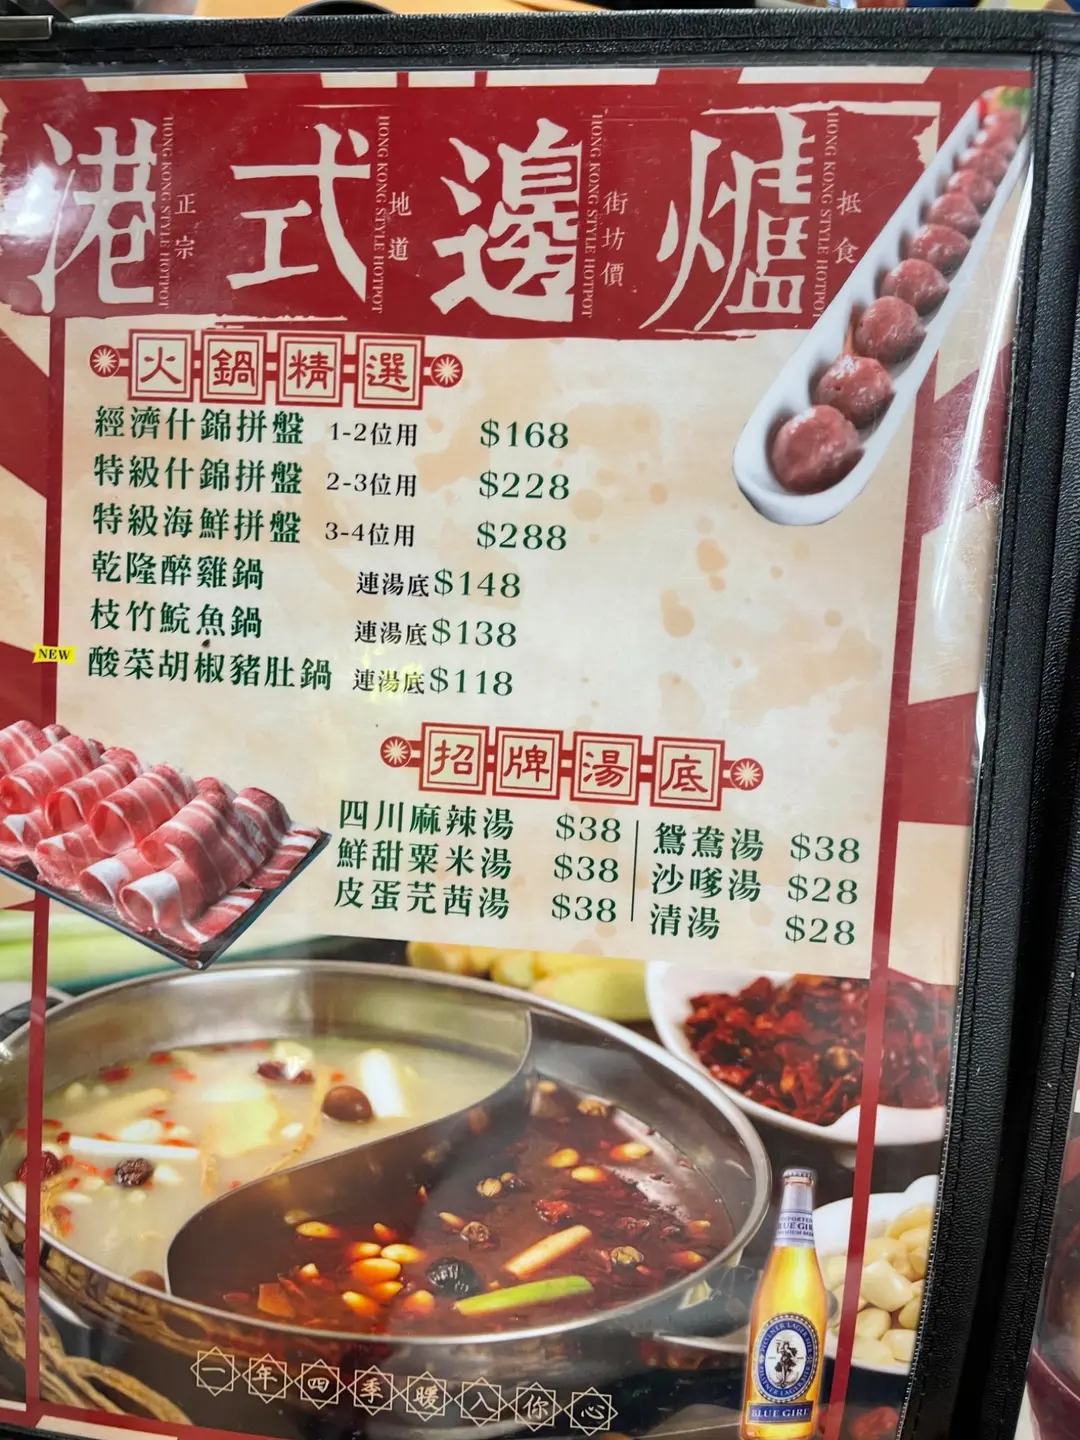 港式邊爐
HONG KONG STYLE HOTPOT
正宗
HONG KONG STYLE HOTPOT
地道
HONG KONG STYLE HOTPOT
街坊價
HONG KONG STYLE HOTPOT
抵食
火鍋精選
經濟什錦拼盤 1-2位用 $168
特級什錦拼盤 2-3位用 $228
特級海鮮拼盤 3-4位用 $288
乾隆醉雞鍋 連湯底$148
枝竹鯇魚鍋 連湯底$138
NEW 酸菜胡椒豬肚鍋 連湯底$118
招牌湯底
四川麻辣湯 $38
鮮甜粟米湯 $38
皮蛋芫茜湯 $38
鴛鴦湯 $38
沙嗲湯 $28
清湯 $28
一年四季暖入你心
BLUE GIRL
PILSENER LAGER BEER
BLUE GIRL